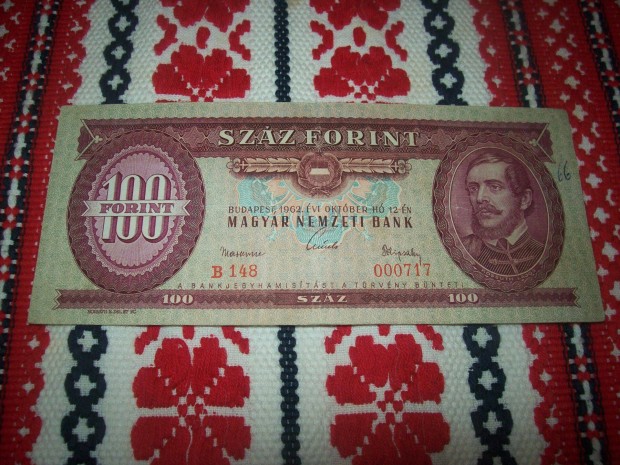 SZÁZ FORINT
100
FORINT
BUDAPEST, 1962. ÉVI OKTÓBER HÓ 12-ÉN
MAGYAR NEMZETI BANK
B 148
000717
A BANKJEGYHAMISÍTÁST A TÖRVÉNY BÜNTETI
100 SZÁZ 100
66